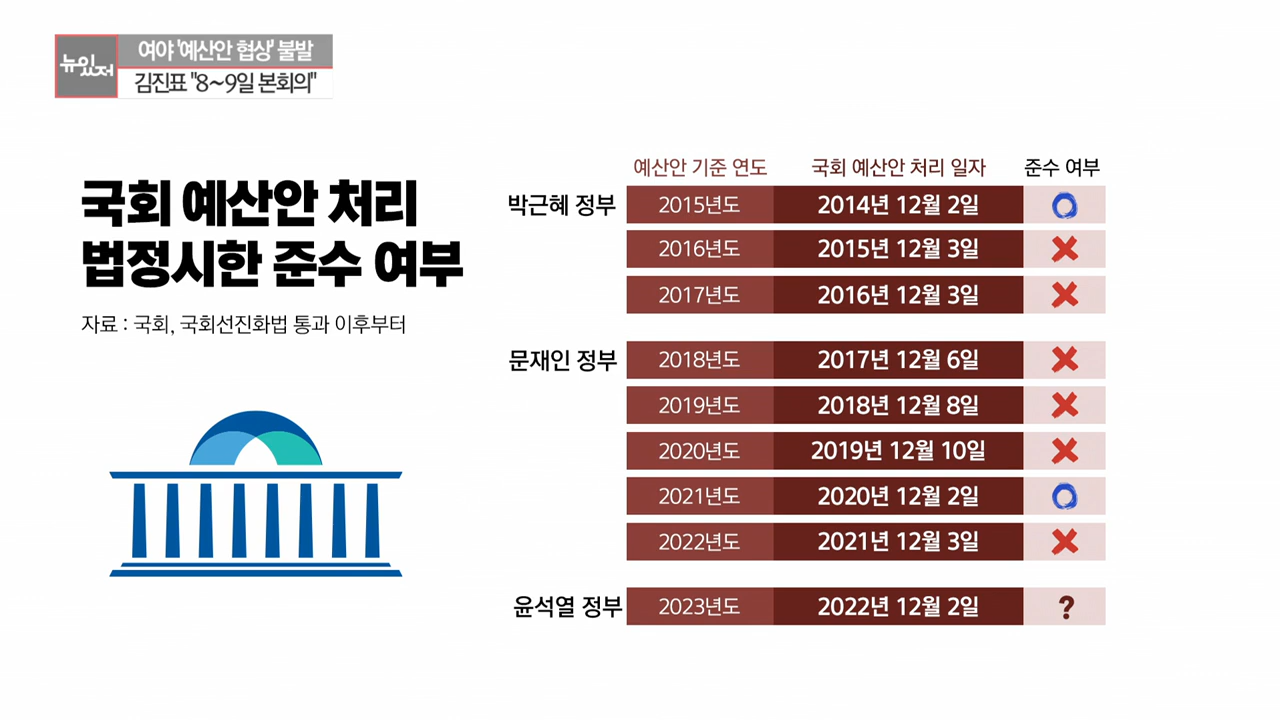 뉴있저
여야 '예산안 협상' 불발
김진표 "8~9일 본회의"
국회 예산안 처리
법정시한 준수 여부
자료 : 국회, 국회선진화법 통과 이후부터
예산안 기준 연도 국회 예산안 처리 일자 준수 여부
박근혜 정부 2015년도 2014년 12월 2일 O
2016년도 2015년 12월 3일 X
2017년도 2016년 12월 3일 X
문재인 정부 2018년도 2017년 12월 6일 X
2019년도 2018년 12월 8일 X
2020년도 2019년 12월 10일 X
2021년도 2020년 12월 2일 O
2022년도 2021년 12월 3일 X
윤석열 정부 2023년도 2022년 12월 2일 ?